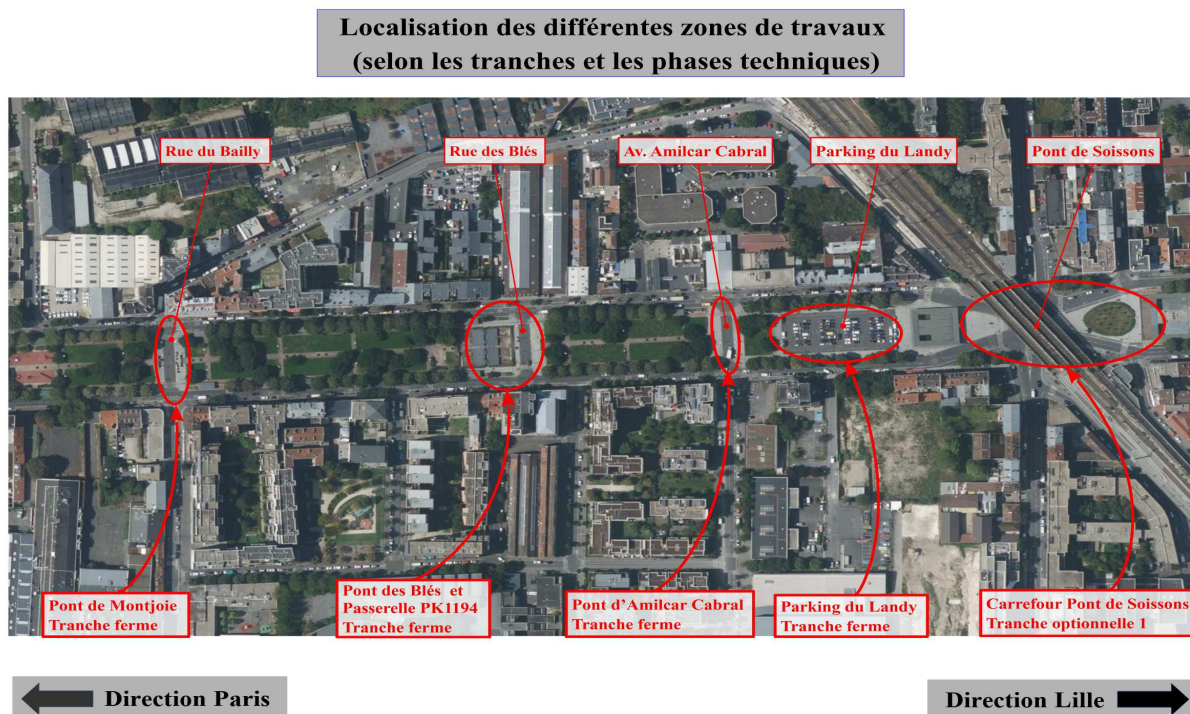 Localisation des différentes zones de travaux
(selon les tranches et les phases techniques)
Rue du Bailly
Rue des Blés
Av. Amilcar Cabral
Parking du Landy
Pont de Soissons
Pont de Montjoie
Tranche ferme
Pont des Blés et
Passerelle PK1194
Tranche ferme
Pont d'Amilcar Cabral
Tranche ferme
Parking du Landy
Tranche ferme
Carrefour Pont de Soissons
Tranche optionnelle 1
Direction Paris
Direction Lille